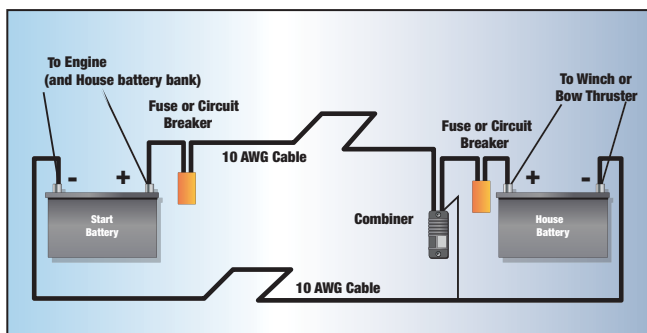 To Engine
(and House battery bank)
Fuse or Circuit
Breaker
10 AWG Cable
To Winch or
Bow Thruster
Fuse or Circuit
Breaker
- +
Start
Battery
Combiner
+ -
House
Battery
10 AWG Cable